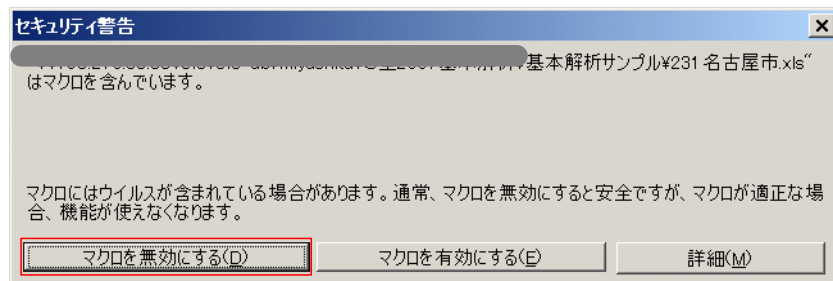 セキュリティ警告
基本解析サンプル¥231 名古屋市.xls"
はマクロを含んでいます。
マクロにはウイルスが含まれている場合があります。通常、マクロを無効にすると安全ですが、マクロが適正な場
合、機能が使えなくなります。
マクロを無効にする(D)
マクロを有効にする(E)
詳細(M)